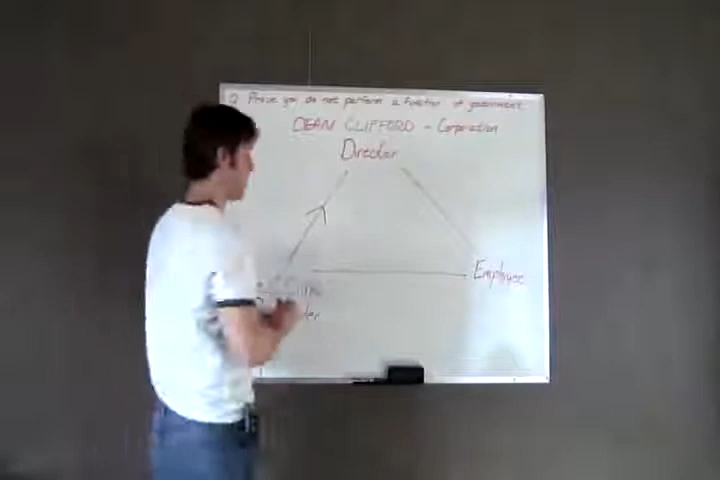 Q Prove you do not perform a function of government
DEAN CLIFFORD - Corporation
Director
Employee